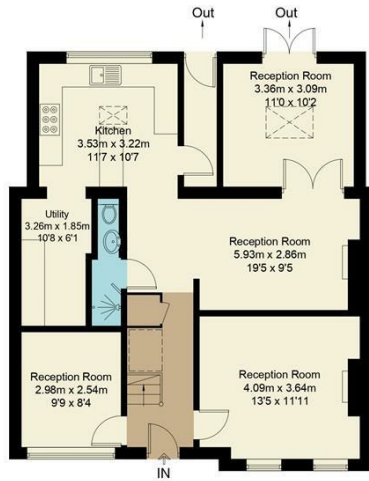 Out
Out
Reception Room
3.36m x 3.09m
11'0 x 10'2
Kitchen
3.53m x 3.22m
11'7 x 10'7
Utility
3.26m x 1.85m
10'8 x 6'1
Reception Room
5.93m x 2.86m
19'5 x 9'5
Reception Room
2.98m x 2.54m
9'9 x 8'4
Reception Room
4.09m x 3.64m
13'5 x 11'11
IN